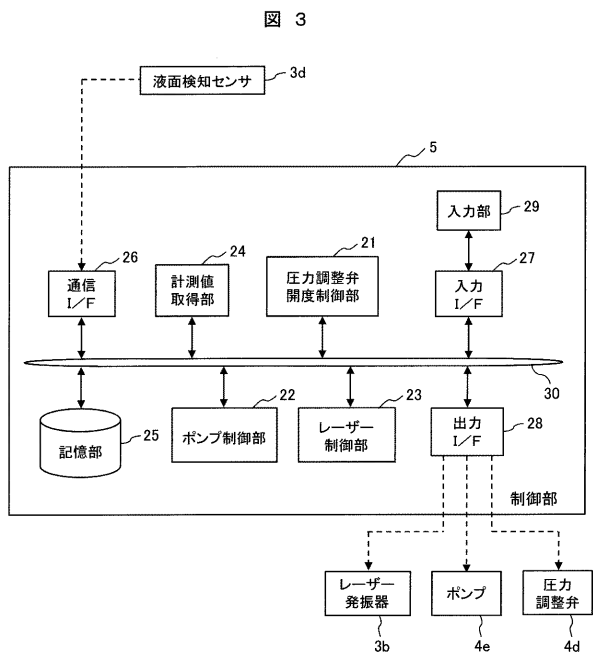 図 3
液面検知センサ
3d
5
入力部
29
26
24
21
27
通信
I/F
計測値
取得部
圧力調整弁
開度制御部
入力
I/F
30
22
23
記憶部
25
ポンプ制御部
レーザー
制御部
出力
I/F
28
制御部
レーザー
発振器
ポンプ
圧力
調整弁
3b
4e
4d